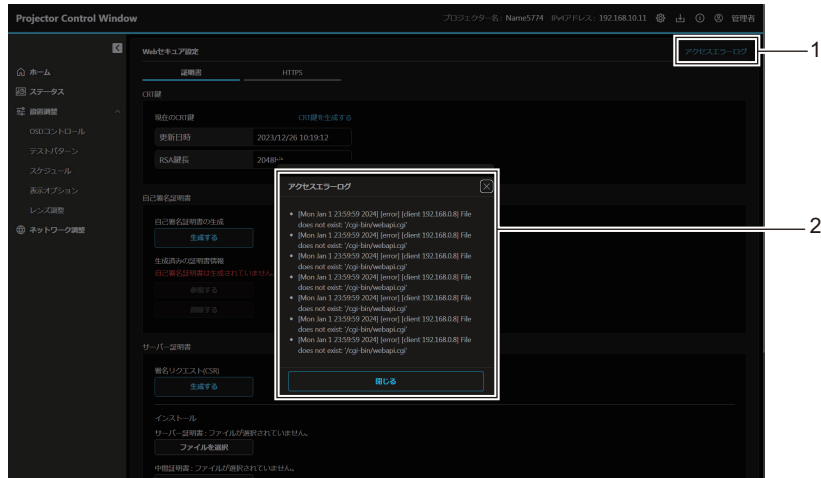 Projector Control Window
プロジェクター名: Name5774 IPv4アドレス: 192.168.10.11 管理者
Webセキュア設定
アクセスエラーログ
1
証明書
HTTPS
ホーム
ステータス
設置調整
OSDコントロール
テストパターン
スケジュール
表示オプション
レンズ調整
ネットワーク調整
CRT鍵
現在のCRT鍵
CRT鍵を生成する
更新日時
2023/12/26 10:19:12
RSA鍵長
自己署名証明書
自己署名証明書の生成
生成する
生成済みの証明書情報
自己署名証明書は生成されていません。
参照する
削除する
アクセスエラーログ
• [Mon Jan 1 23:59:59 2024] [error] [client 192.168.0.8] File
does not exist: '/cgi-bin/webapi.cgi'
• [Mon Jan 1 23:59:59 2024] [error] [client 192.168.0.8] File
does not exist: '/cgi-bin/webapi.cgi'
• [Mon Jan 1 23:59:59 2024] [error] [client 192.168.0.8] File
does not exist: '/cgi-bin/webapi.cgi'
• [Mon Jan 1 23:59:59 2024] [error] [client 192.168.0.8] File
does not exist: '/cgi-bin/webapi.cgi'
• [Mon Jan 1 23:59:59 2024] [error] [client 192.168.0.8] File
does not exist: '/cgi-bin/webapi.cgi'
• [Mon Jan 1 23:59:59 2024] [error] [client 192.168.0.8] File
does not exist: '/cgi-bin/webapi.cgi'
• [Mon Jan 1 23:59:59 2024] [error] [client 192.168.0.8] File
does not exist: '/cgi-bin/webapi.cgi'
閉じる
2
サーバー証明書
署名リクエスト(CSR)
生成する
インストール
サーバー証明書 : ファイルが選択されていません。
ファイルを選択
中間証明書 : ファイルが選択されていません。